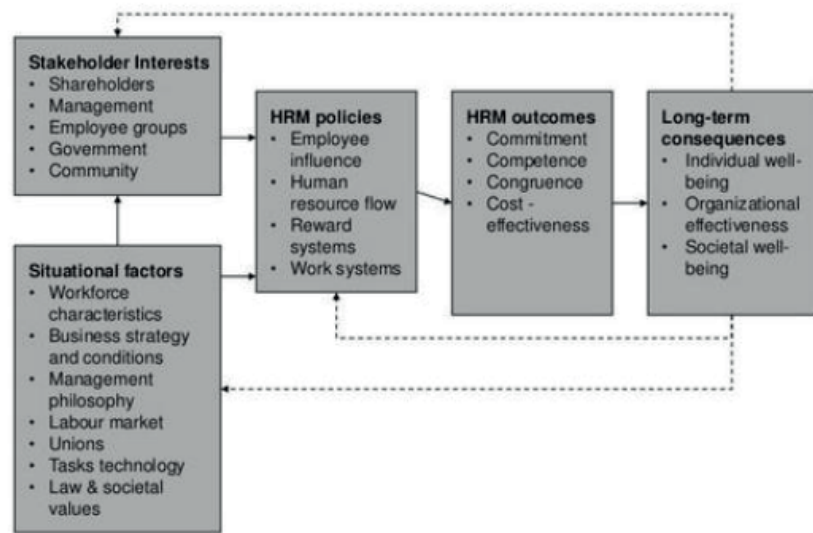 Stakeholder Interests
• Shareholders
• Management
• Employee groups
• Government
• Community
Situational factors
• Workforce
characteristics
• Business strategy
and conditions
• Management
philosophy
• Labour market
• Unions
• Tasks technology
• Law & societal
values
HRM policies
• Employee
influence
• Human
resource flow
• Reward
systems
• Work systems
HRM outcomes
• Commitment
• Competence
• Congruence
• Cost -
effectiveness
Long-term
consequences
• Individual well-
being
• Organizational
effectiveness
• Societal well-
being